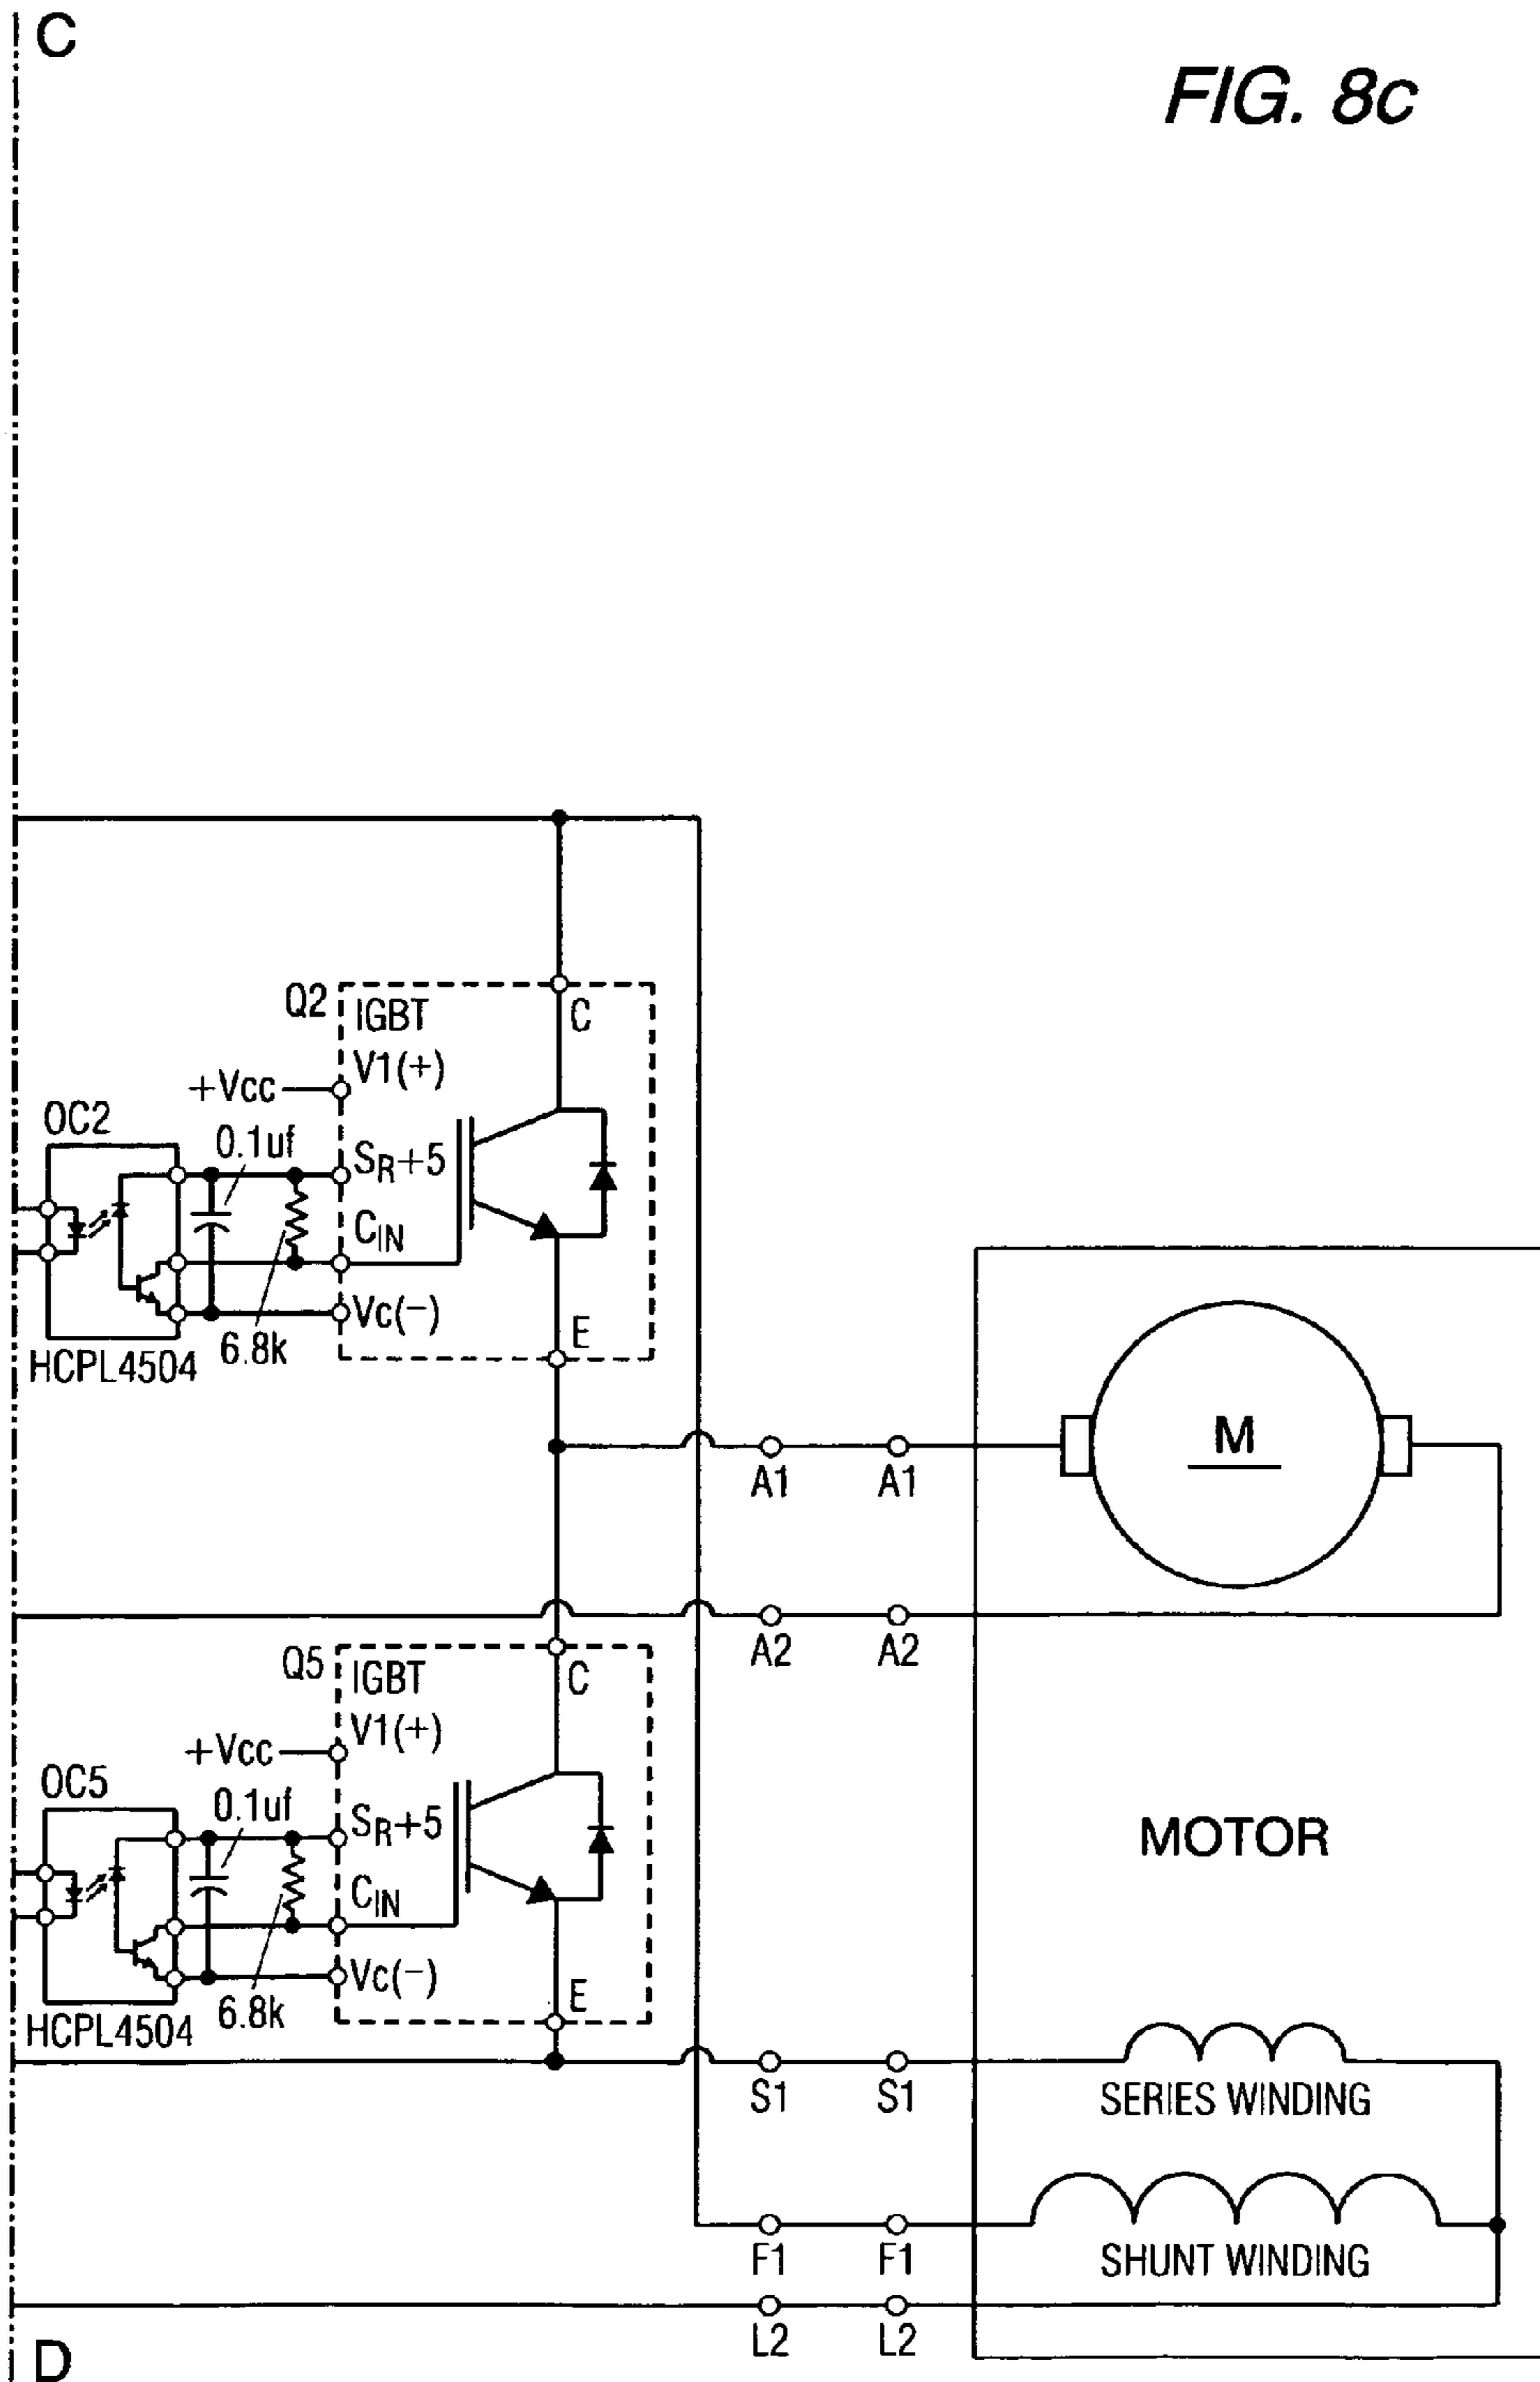 C
FIG. 8c
Q2
IGBT
C
V1(+)
+Vcc
OC2
0.1uf
SR+5
CIN
Vc(−)
E
6.8k
HCPL4504
M
A1
A1
A2
A2
Q5
IGBT
C
V1(+)
+Vcc
OC5
0.1uf
SR+5
CIN
Vc(−)
E
6.8k
HCPL4504
MOTOR
S1
S1
SERIES WINDING
F1
F1
SHUNT WINDING
L2
L2
D